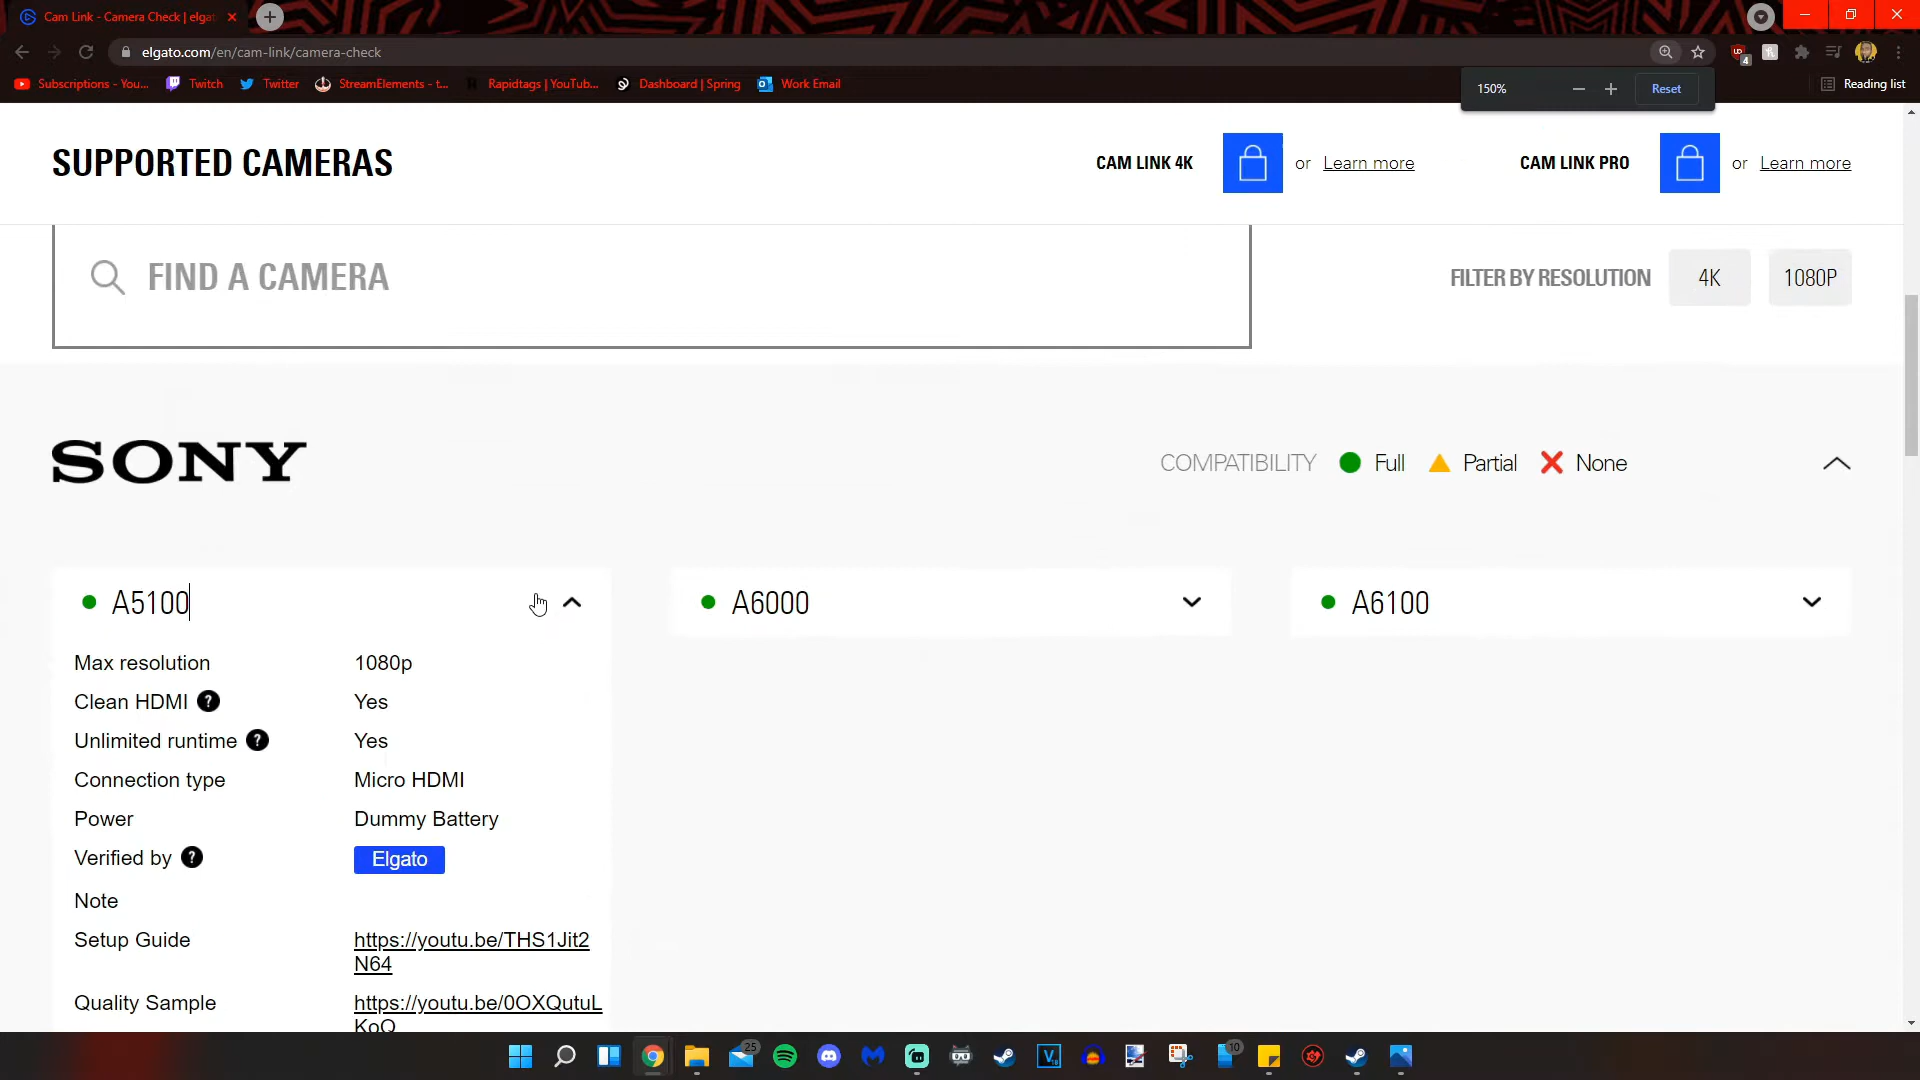 Cam Link - Camera Check | elgat
elgato.com/en/cam-link/camera-check
4
Subscriptions - You...
Twitch
Twitter
StreamElements - t...
Rapidtags | YouTub...
Dashboard | Spring
Work Email
Reading list
150%
Reset
SUPPORTED CAMERAS
CAM LINK 4K
or
Learn more
CAM LINK PRO
or
Learn more
FIND A CAMERA
FILTER BY RESOLUTION
4K
1080P
SONY
COMPATIBILITY
Full
Partial
None
A5100
A6000
A6100
Max resolution 1080p
Clean HDMI ? Yes
Unlimited runtime ? Yes
Connection type Micro HDMI
Power Dummy Battery
Verified by ? Elgato
Note
Setup Guide https://youtu.be/THS1Jit2
N64
Quality Sample https://youtu.be/0OXQutuL
KoQ
25
10